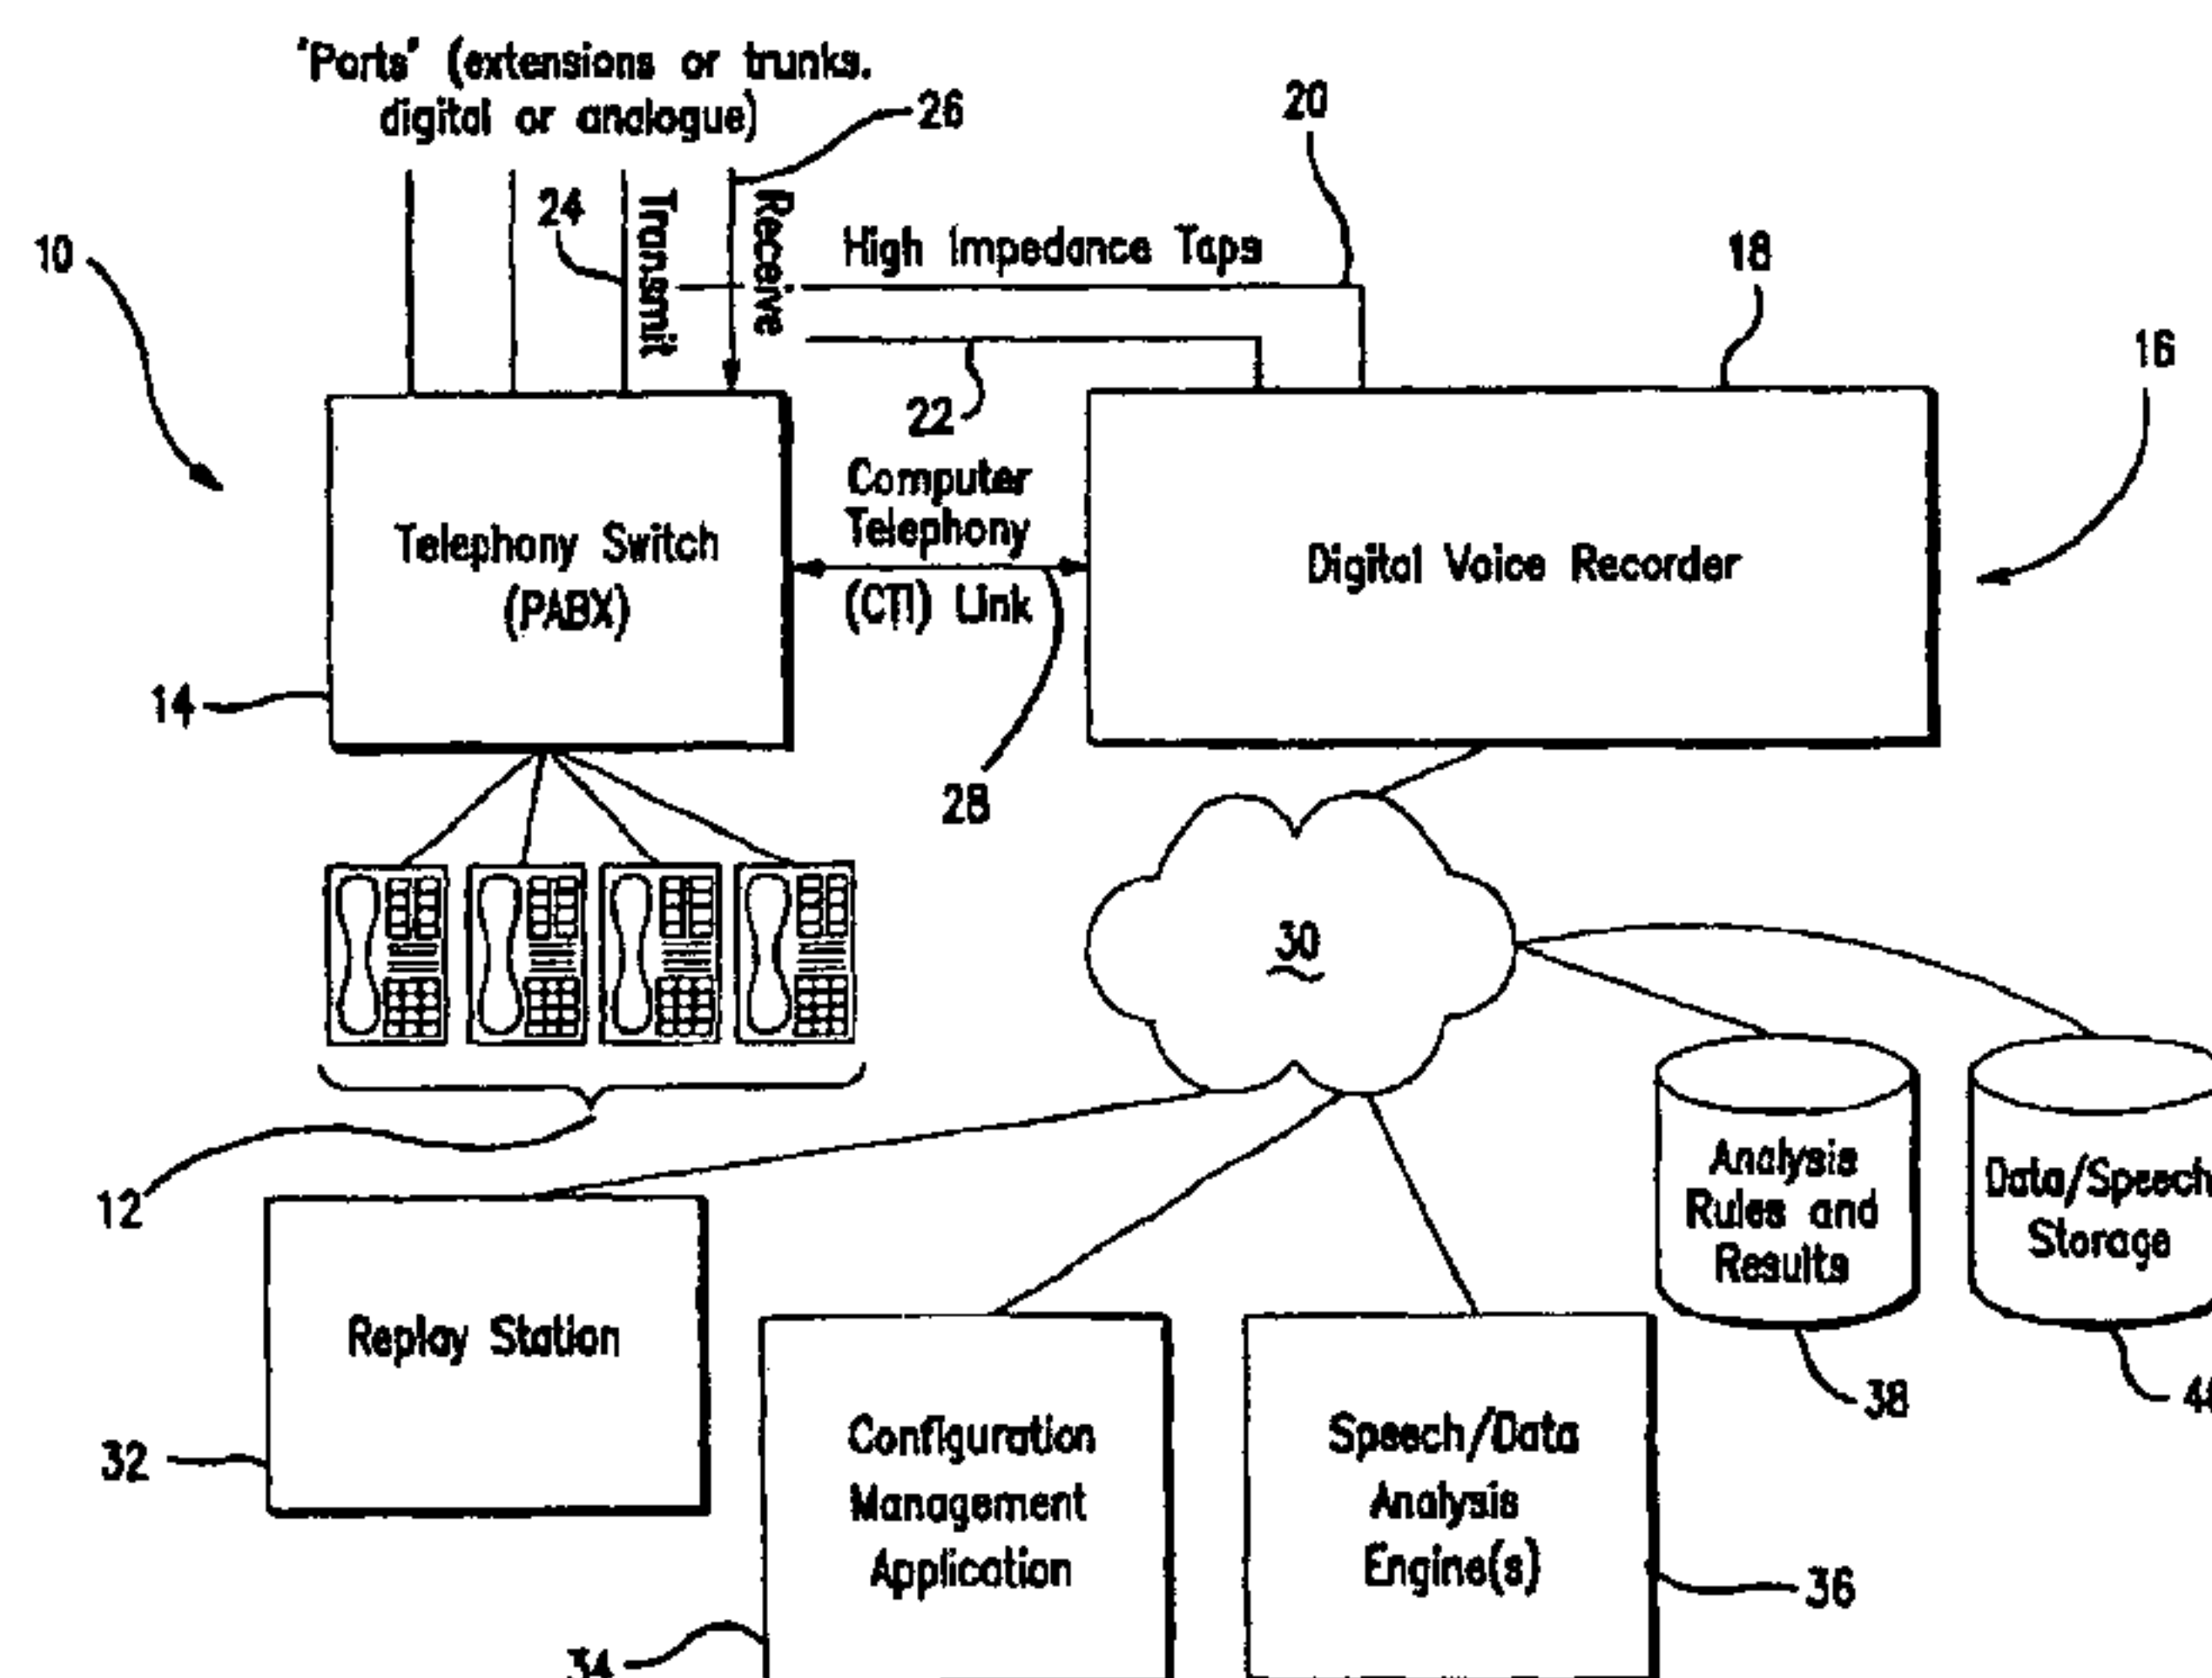 'Ports' (extensions or trunks.
digital or analogue)
26
20
24
Transmit
Receive
High Impedance Taps
10
18
16
22
Computer
Telephony
(CTI) Link
Telephony Switch
(PABX)
Digital Voice Recorder
14
28
30
12
Analysis
Rules and
Results
Data/Speech
Storage
Replay Station
38
32
Configuration
Management
Application
Speech/Data
Analysis
Engine(s)
36
34